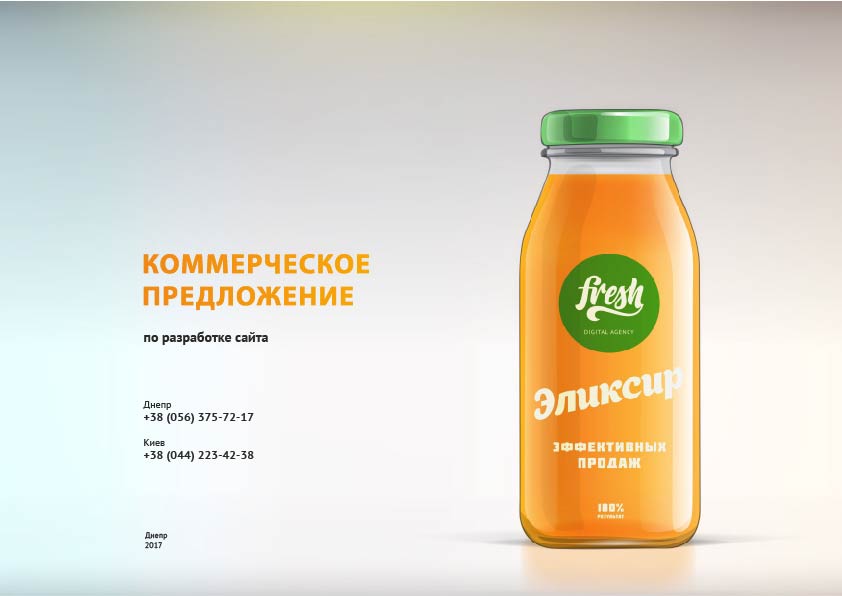 КОММЕРЧЕСКОЕ
ПРЕДЛОЖЕНИЕ
по разработке сайта
Днепр
+38 (056) 375-72-17
Киев
+38 (044) 223-42-38
Днепр
2017
fresh
DIGITAL AGENCY
Эликсир
ЭФФЕКТИВНЫХ
ПРОДАЖ
100%
РЕЗУЛЬТАТ